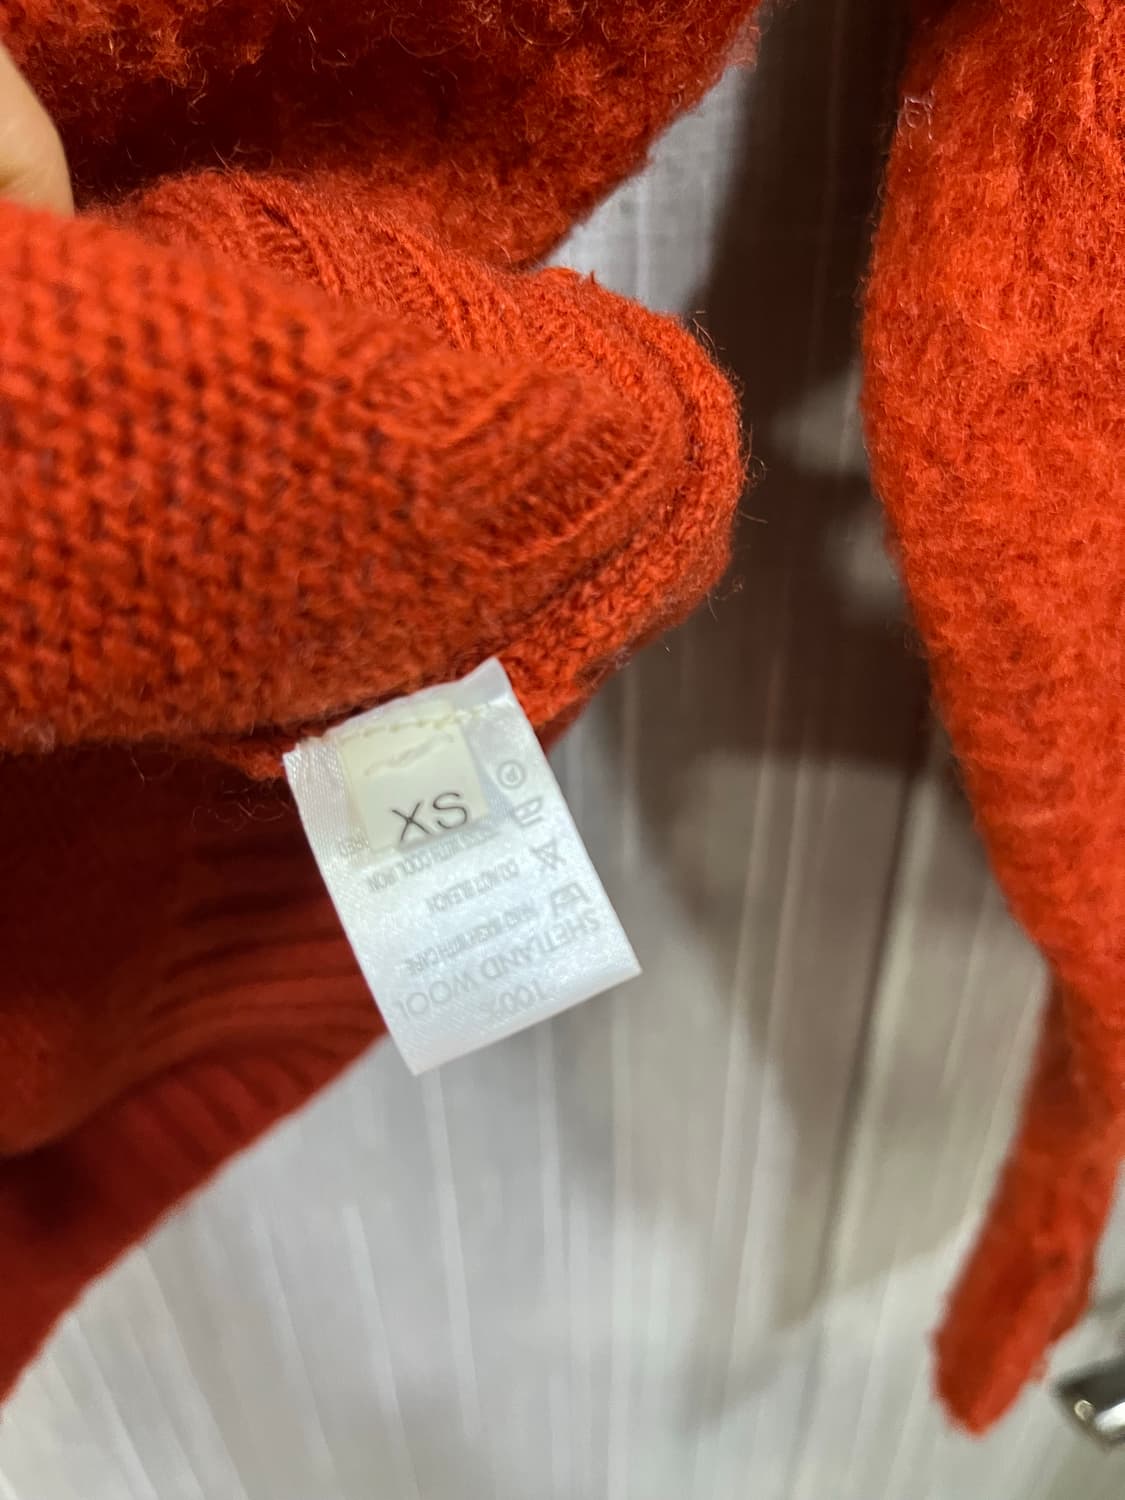 XS
100%
SHETLAND WOOL
HAND WASH WITH CARE
DO NOT BLEACH
WITH COOL IRON
P